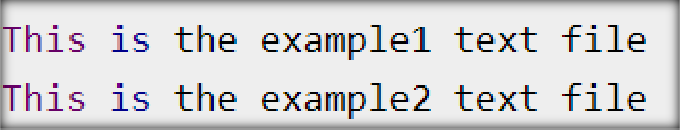 This is the example1 text file
This is the example2 text file